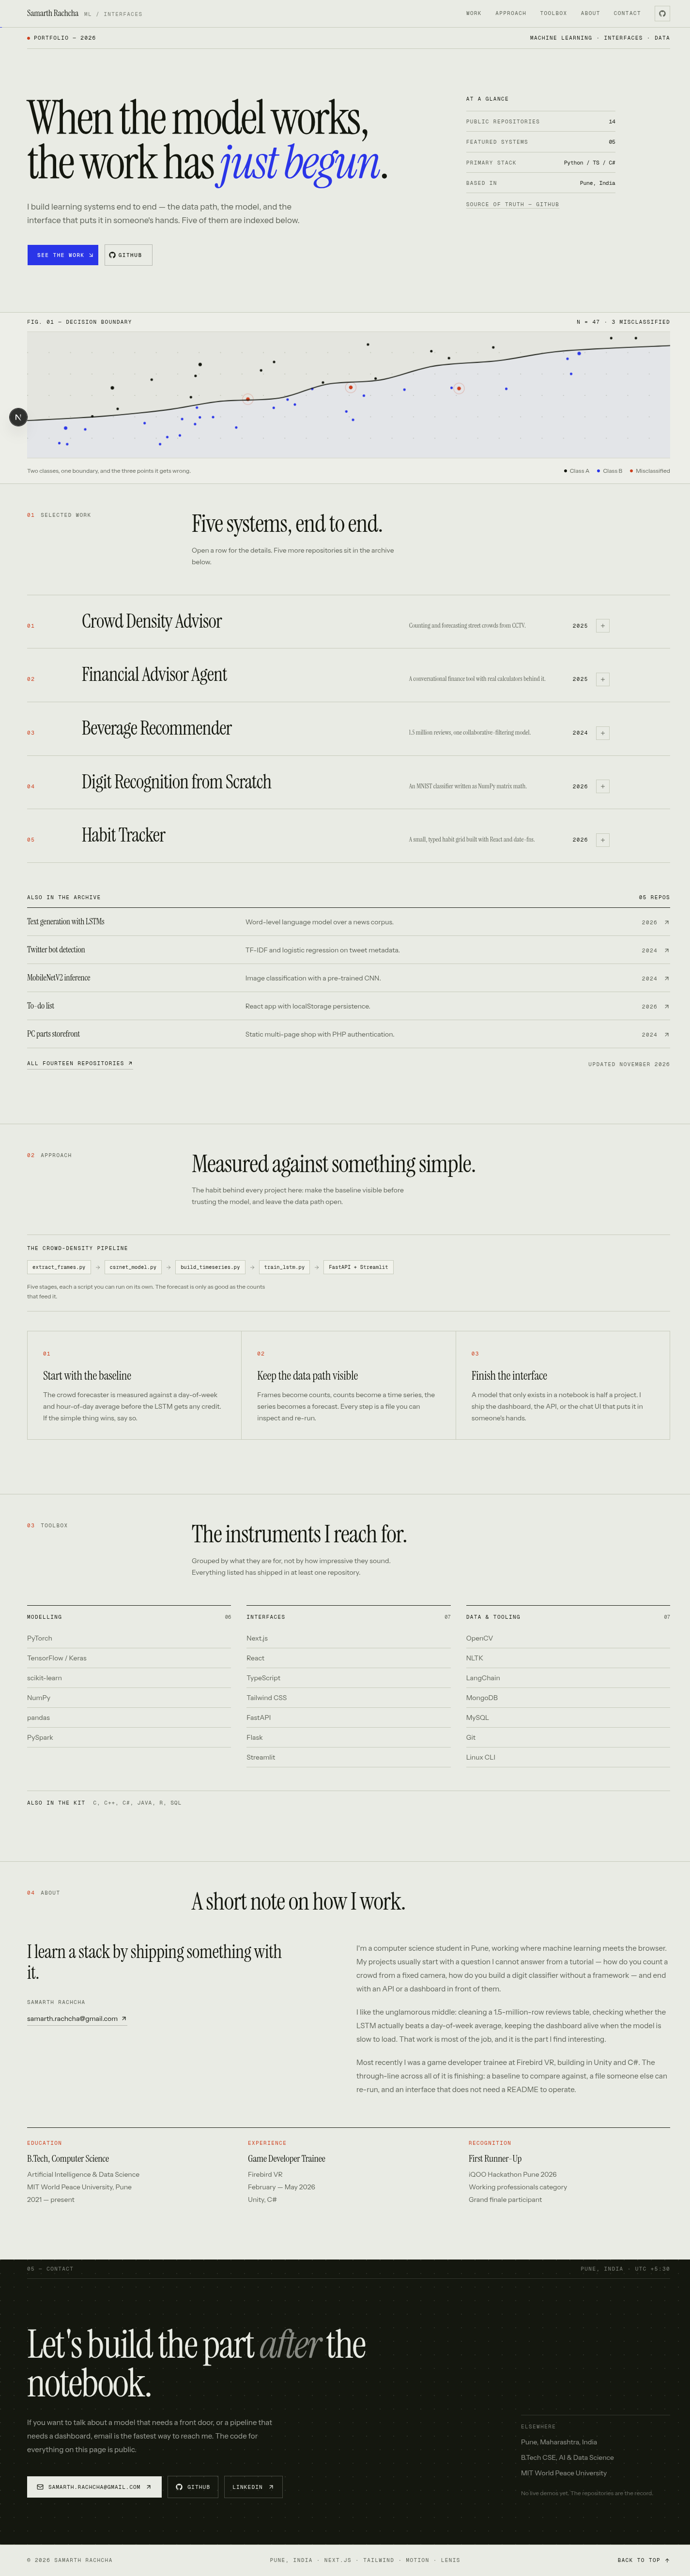 Samarth Rachcha ML / INTERFACES WORK APPROACH TOOLBOX ABOUT CONTACT
PORTFOLIO — 2026 MACHINE LEARNING · INTERFACES · DATA
When the model works,
the work has just begun.
I build learning systems end to end — the data path, the model, and the
interface that puts it in someone's hands. Five of them are indexed below.
SEE THE WORK GITHUB
AT A GLANCE
PUBLIC REPOSITORIES 14
FEATURED SYSTEMS 05
PRIMARY STACK Python / TS / C#
BASED IN Pune, India
SOURCE OF TRUTH — GITHUB
FIG. 01 — DECISION BOUNDARY N = 47 · 3 MISCLASSIFIED
N
Two classes, one boundary, and the three points it gets wrong. Class A Class B Misclassified
01 SELECTED WORK
Five systems, end to end.
Open a row for the details. Five more repositories sit in the archive
below.
01 Crowd Density Advisor Counting and forecasting street crowds from CCTV. 2025 +
02 Financial Advisor Agent A conversational finance tool with real calculators behind it. 2025 +
03 Beverage Recommender 1.5 million reviews, one collaborative-filtering model. 2024 +
04 Digit Recognition from Scratch An MNIST classifier written as NumPy matrix math. 2026 +
05 Habit Tracker A small, typed habit grid built with React and date-fns. 2026 +
ALSO IN THE ARCHIVE 05 REPOS
Text generation with LSTMs Word-level language model over a news corpus. 2026 ↗
Twitter bot detection TF-IDF and logistic regression on tweet metadata. 2024 ↗
MobileNetV2 inference Image classification with a pre-trained CNN. 2024 ↗
To-do list React app with localStorage persistence. 2026 ↗
PC parts storefront Static multi-page shop with PHP authentication. 2024 ↗
ALL FOURTEEN REPOSITORIES ↗ UPDATED NOVEMBER 2026
02 APPROACH
Measured against something simple.
The habit behind every project here: make the baseline visible before
trusting the model, and leave the data path open.
THE CROWD-DENSITY PIPELINE
extract_frames.py → csrnet_model.py → build_timeseries.py → train_lstm.py → FastAPI + Streamlit
Five stages, each a script you can run on its own. The forecast is only as good as the counts
that feed it.
01
Start with the baseline
The crowd forecaster is measured against a day-of-week
and hour-of-day average before the LSTM gets any credit.
If the simple thing wins, say so.
02
Keep the data path visible
Frames become counts, counts become a time series, the
series becomes a forecast. Every step is a file you can
inspect and re-run.
03
Finish the interface
A model that only exists in a notebook is half a project. I
ship the dashboard, the API, or the chat UI that puts it in
someone's hands.
03 TOOLBOX
The instruments I reach for.
Grouped by what they are for, not by how impressive they sound.
Everything listed has shipped in at least one repository.
MODELLING 06
PyTorch
TensorFlow / Keras
scikit-learn
NumPy
pandas
PySpark
INTERFACES 07
Next.js
React
TypeScript
Tailwind CSS
FastAPI
Flask
Streamlit
DATA & TOOLING 07
OpenCV
NLTK
LangChain
MongoDB
MySQL
Git
Linux CLI
ALSO IN THE KIT C, C++, C#, JAVA, R, SQL
04 ABOUT
A short note on how I work.
I learn a stack by shipping something with
it.
SAMARTH RACHCHA
samarth.rachcha@gmail.com ↗
I'm a computer science student in Pune, working where machine learning meets the browser.
My projects usually start with a question I cannot answer from a tutorial — how do you count a
crowd from a fixed camera, how do you build a digit classifier without a framework — and end
with an API or a dashboard in front of them.
I like the unglamorous middle: cleaning a 1.5-million-row reviews table, checking whether the
LSTM actually beats a day-of-week average, keeping the dashboard alive when the model is
slow to load. That work is most of the job, and it is the part I find interesting.
Most recently I was a game developer trainee at Firebird VR, building in Unity and C#. The
through-line across all of it is finishing: a baseline to compare against, a file someone else can
re-run, and an interface that does not need a README to operate.
EDUCATION
B.Tech, Computer Science
Artificial Intelligence & Data Science
MIT World Peace University, Pune
2021 — present
EXPERIENCE
Game Developer Trainee
Firebird VR
February — May 2026
Unity, C#
RECOGNITION
First Runner-Up
iQOO Hackathon Pune 2026
Working professionals category
Grand finale participant
05 — CONTACT PUNE, INDIA · UTC +5:30
Let's build the part after the
notebook.
If you want to talk about a model that needs a front door, or a pipeline that
needs a dashboard, email is the fastest way to reach me. The code for
everything on this page is public.
SAMARTH.RACHCHA@GMAIL.COM ↗ GITHUB LINKEDIN ↗
ELSEWHERE
Pune, Maharashtra, India
B.Tech CSE, AI & Data Science
MIT World Peace University
No live demos yet. The repositories are the record.
© 2026 SAMARTH RACHCHA PUNE, INDIA · NEXT.JS · TAILWIND · MOTION · LENIS BACK TO TOP ↑